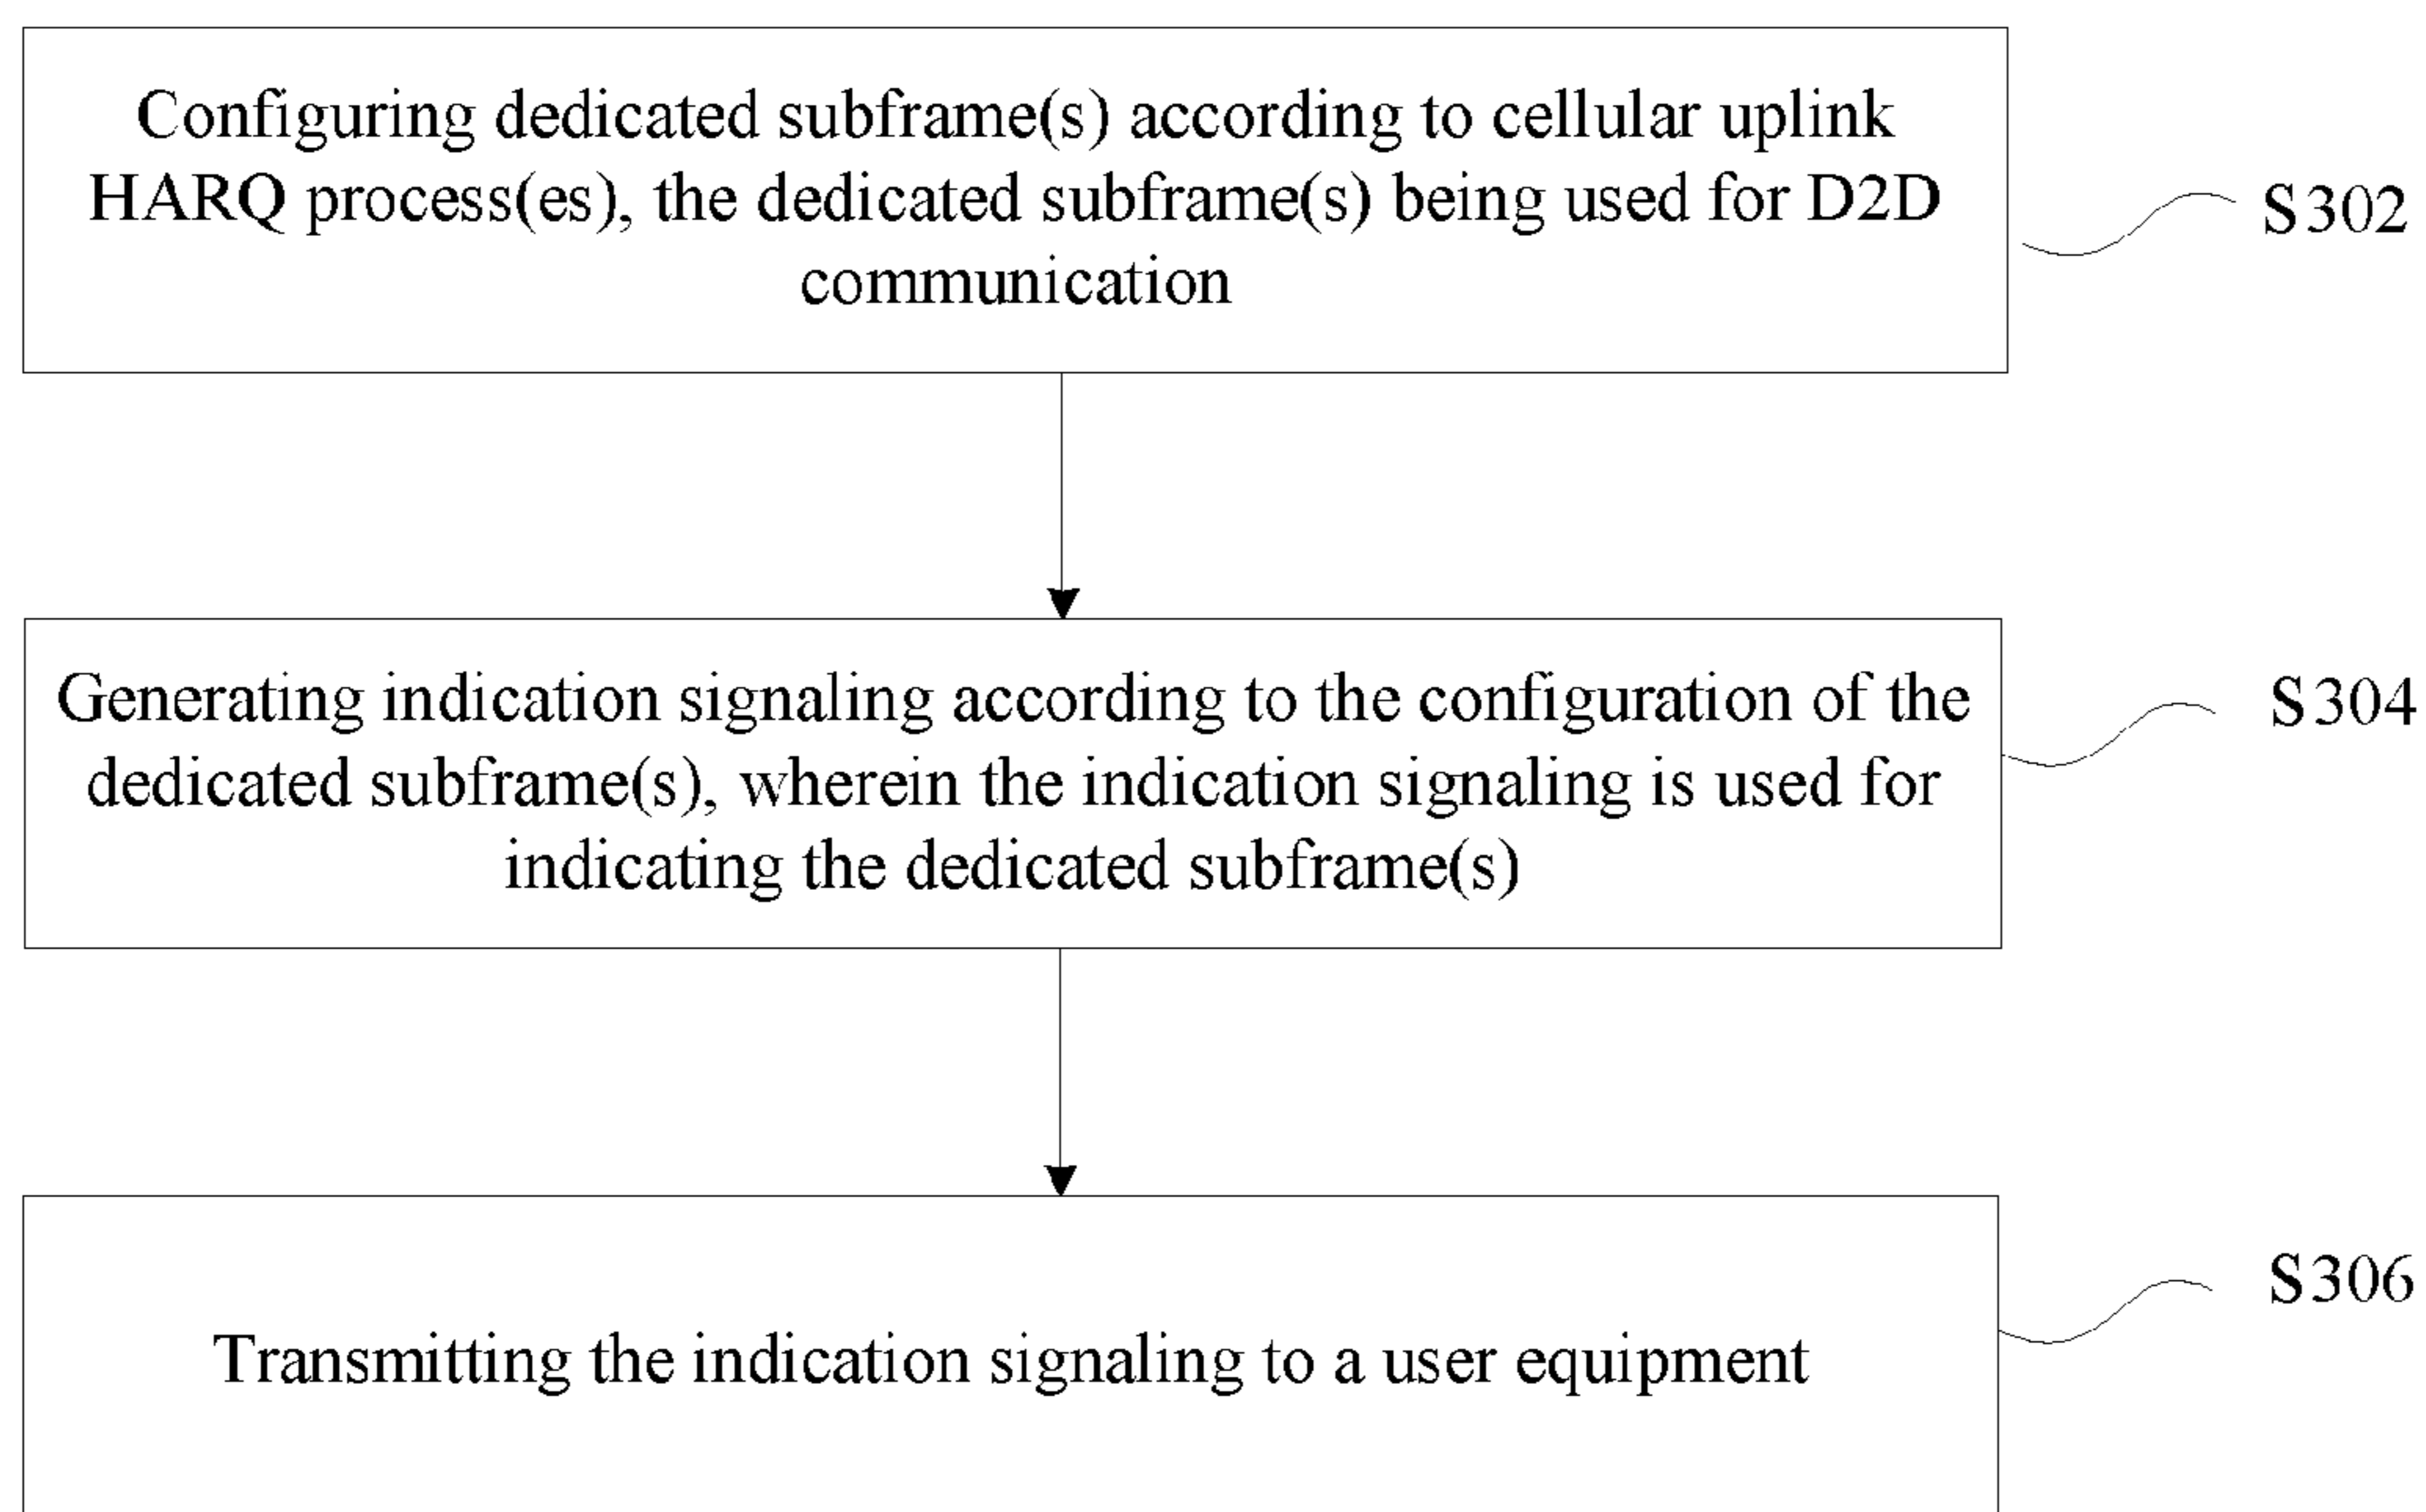 Configuring dedicated subframe(s) according to cellular uplink
HARQ process(es), the dedicated subframe(s) being used for D2D
communication
S302
Generating indication signaling according to the configuration of the
dedicated subframe(s), wherein the indication signaling is used for
indicating the dedicated subframe(s)
S304
Transmitting the indication signaling to a user equipment
S306